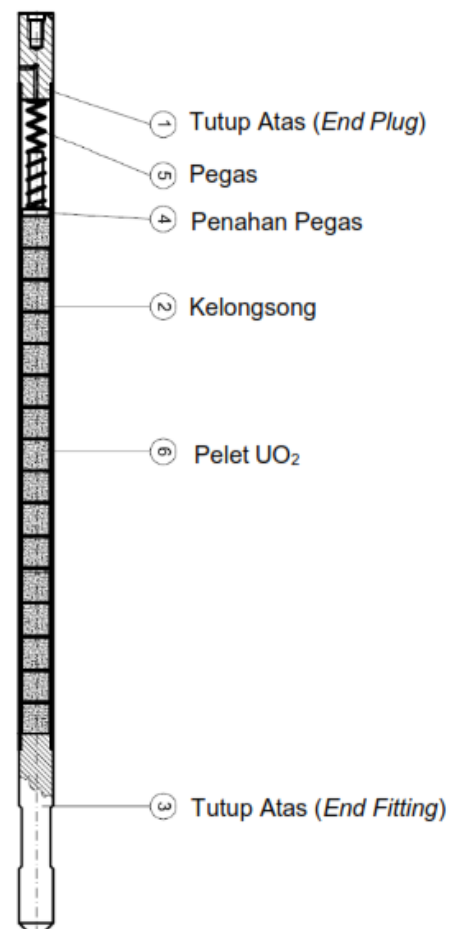 1 Tutup Atas (End Plug)
5 Pegas
4 Penahan Pegas
2 Kelongsong
6 Pelet UO₂
3 Tutup Atas (End Fitting)